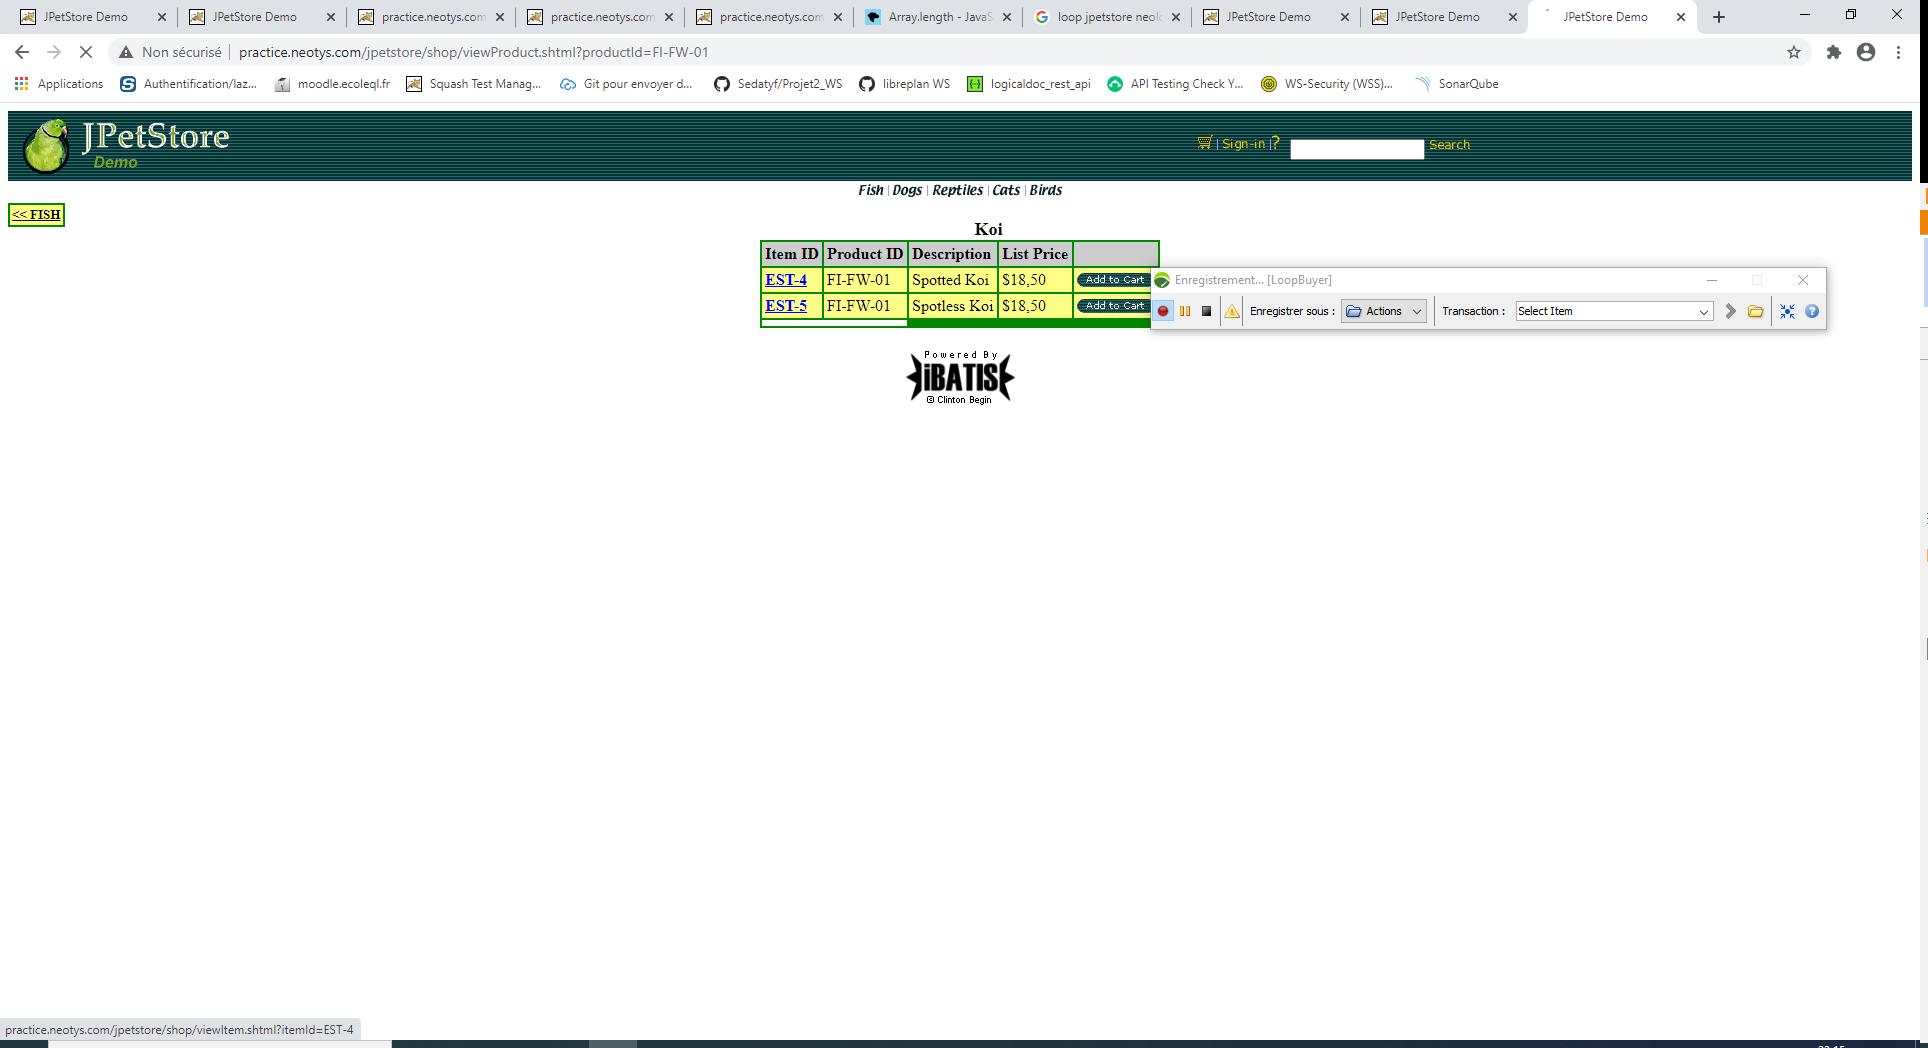 JPetStore Demo
JPetStore Demo
practice.neotys.com
practice.neotys.com
practice.neotys.com
Array.length - JavaS
loop jpetstore neolo
JPetStore Demo
JPetStore Demo
JPetStore Demo
Non sécurisé practice.neotys.com/jpetstore/shop/viewProduct.shtml?productId=FI-FW-01
Applications Authentification/laz... moodle.ecoleql.fr Squash Test Manag... Git pour envoyer d... Sedatyf/Projet2_WS libreplan WS logicaldoc_rest_api API Testing Check Y... WS-Security (WSS)... SonarQube
JPetStore
Demo
| Sign-in | ? Search
Fish | Dogs | Reptiles | Cats | Birds
<< FISH
Koi
Item ID Product ID Description List Price
EST-4 FI-FW-01 Spotted Koi $18,50 Add to Cart
EST-5 FI-FW-01 Spotless Koi $18,50 Add to Cart
Enregistrement... [LoopBuyer]
Enregistrer sous : Actions Transaction : Select Item
Powered By
iBATIS
© Clinton Begin
practice.neotys.com/jpetstore/shop/viewItem.shtml?itemId=EST-4